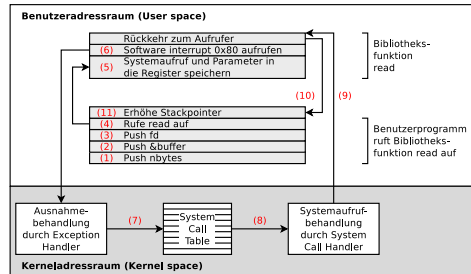 Benutzeradressraum (User space)
Rückkehr zum Aufrufer
(6) Software interrupt 0x80 aufrufen
(5) Systemaufruf und Parameter in
die Register speichern
Bibliotheks-
funktion
read
(10)
(9)
(11) Erhöhe Stackpointer
(4) Rufe read auf
(3) Push fd
(2) Push &buffer
(1) Push nbytes
Benutzerprogramm
ruft Bibliotheks-
funktion read auf
Ausnahme-
behandlung
durch Exception
Handler
(7)
System
Call
Table
(8)
Systemaufruf-
behandlung
durch System
Call Handler
Kerneladressraum (Kernel space)